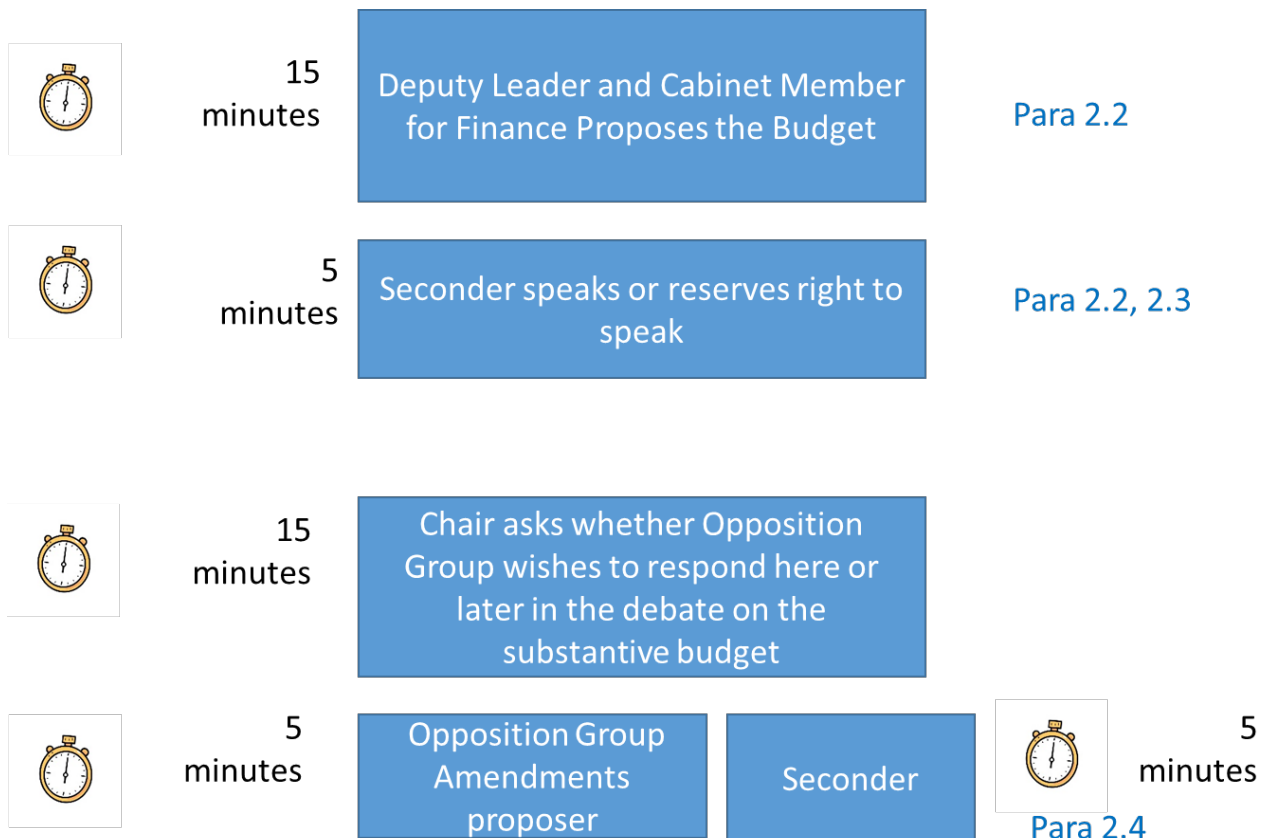 15
minutes
Deputy Leader and Cabinet Member
for Finance Proposes the Budget
Para 2.2
5
minutes
Seconder speaks or reserves right to
speak
Para 2.2, 2.3
15
minutes
Chair asks whether Opposition
Group wishes to respond here or
later in the debate on the
substantive budget
5
minutes
Opposition Group
Amendments
proposer
Seconder
5
minutes
Para 2.4